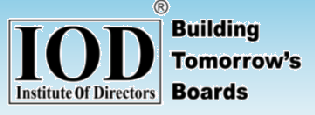 ®
IOD
Institute Of Directors
Building
Tomorrow's
Boards